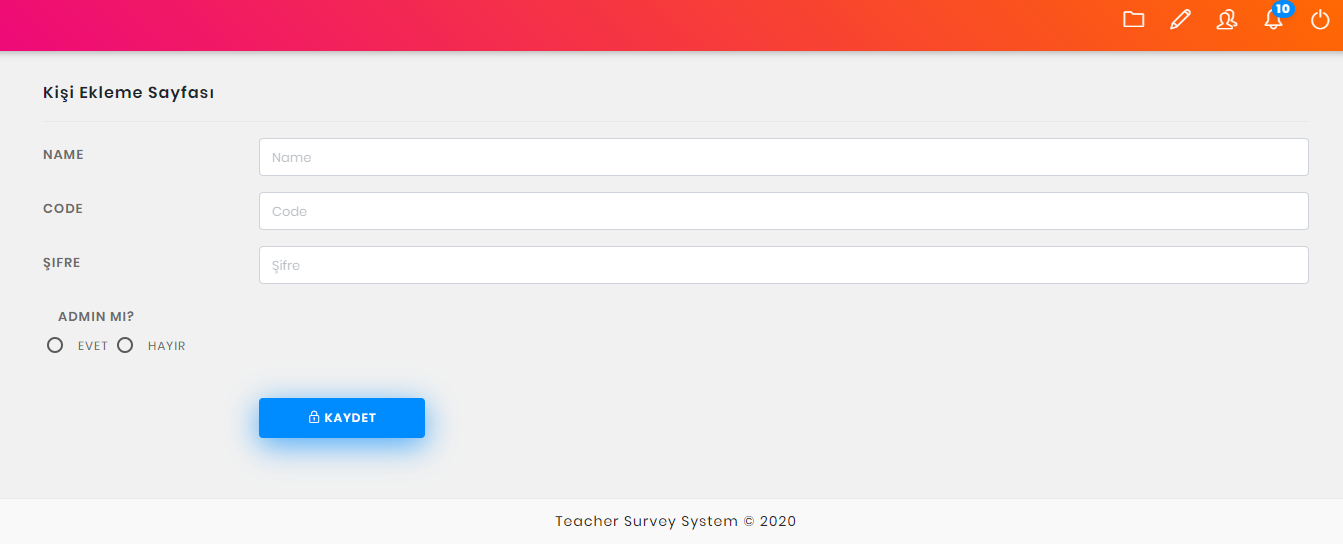 10
Kişi Ekleme Sayfası
NAME Name
CODE Code
ŞIFRE Şifre
ADMIN MI?
EVET HAYIR
KAYDET
Teacher Survey System © 2020